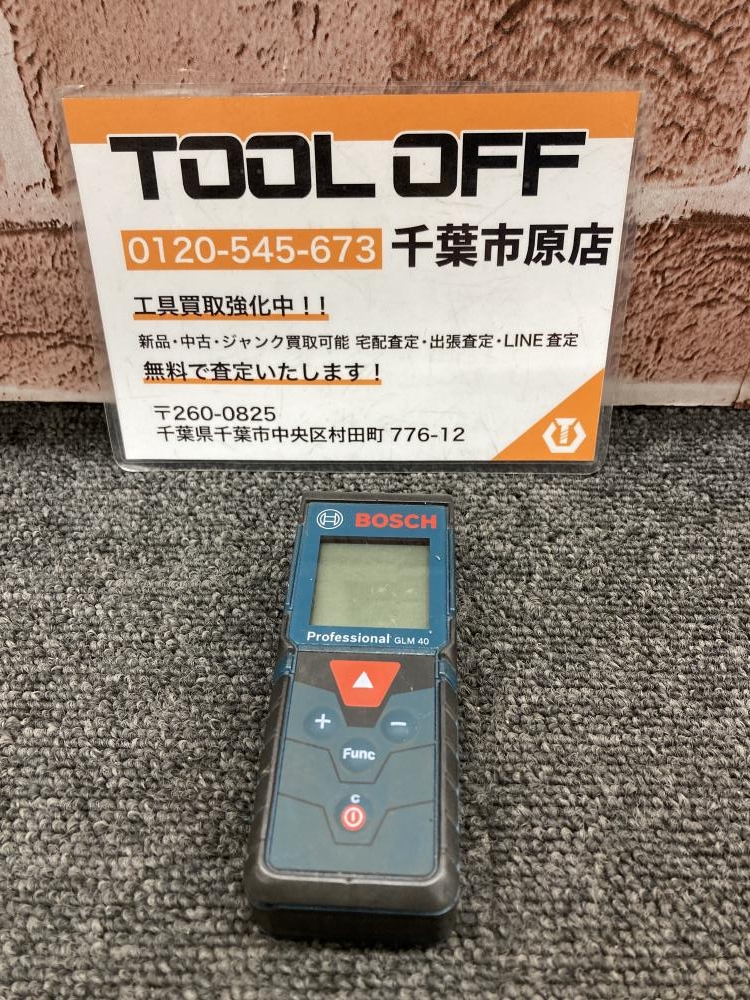 TOOL OFF
0120-545-673 千葉市原店
工具買取強化中！！
新品・中古・ジャンク買取可能 宅配査定・出張査定・LINE査定
無料で査定いたします！
〒260-0825
千葉県千葉市中央区村田町 776-12
BOSCH
Professional GLM 40
+ −
Func
C